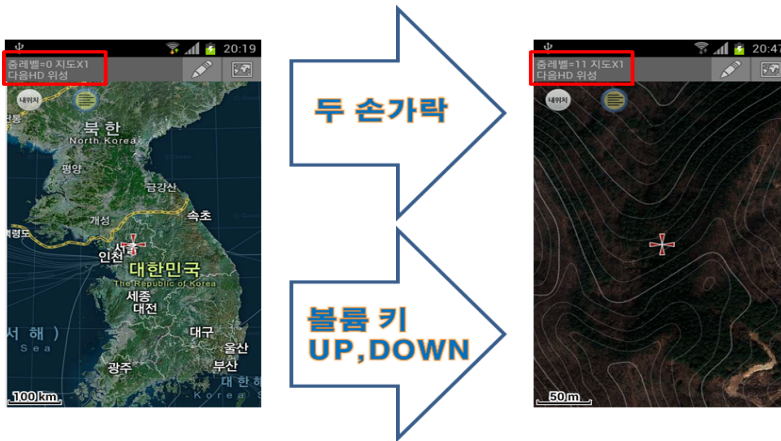 20:19
줌레벨=0 지도X1
다음HD 위성
내위치
북 한
North Korea
평양
금강산
개성
속초
서울
인천
대한민국
The Republic of Korea
세종
대전
서 해 )
Sea
대구
울산
광주
부산
대 한 해
Korea S
100 km
두 손가락
볼륨 키
UP,DOWN
20:47
줌레벨=11 지도X1
다음HD 위성
내위치
50 m